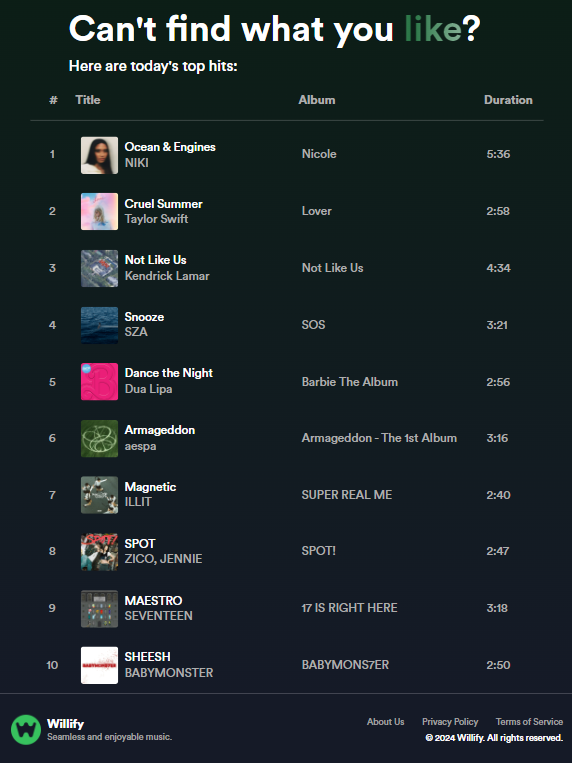 Can't find what you like?
Here are today's top hits:
# Title Album Duration
1 Ocean & Engines Nicole 5:36
NIKI
2 Cruel Summer Lover 2:58
Taylor Swift
3 Not Like Us Not Like Us 4:34
Kendrick Lamar
4 Snooze SOS 3:21
SZA
5 Dance the Night Barbie The Album 2:56
Dua Lipa
6 Armageddon Armageddon - The 1st Album 3:16
aespa
7 Magnetic SUPER REAL ME 2:40
ILLIT
8 SPOT SPOT! 2:47
ZICO, JENNIE
9 MAESTRO 17 IS RIGHT HERE 3:18
SEVENTEEN
10 SHEESH BABYMONS7ER 2:50
BABYMONSTER
Willify
Seamless and enjoyable music.
About Us Privacy Policy Terms of Service
© 2024 Willify. All rights reserved.